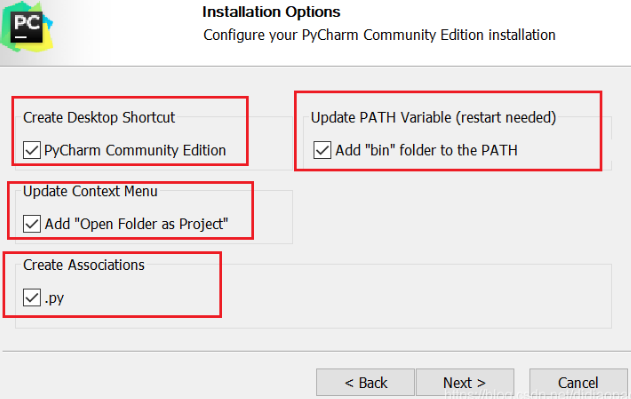 PC
Installation Options
Configure your PyCharm Community Edition installation
Create Desktop Shortcut
PyCharm Community Edition
Update PATH Variable (restart needed)
Add "bin" folder to the PATH
Update Context Menu
Add "Open Folder as Project"
Create Associations
.py
< Back
Next >
Cancel